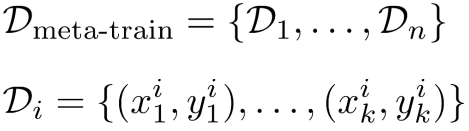 𝒟_meta-train = {𝒟_1, . . . , 𝒟_n}
𝒟_i = {(x_1^i, y_1^i), . . . , (x_k^i, y_k^i)}